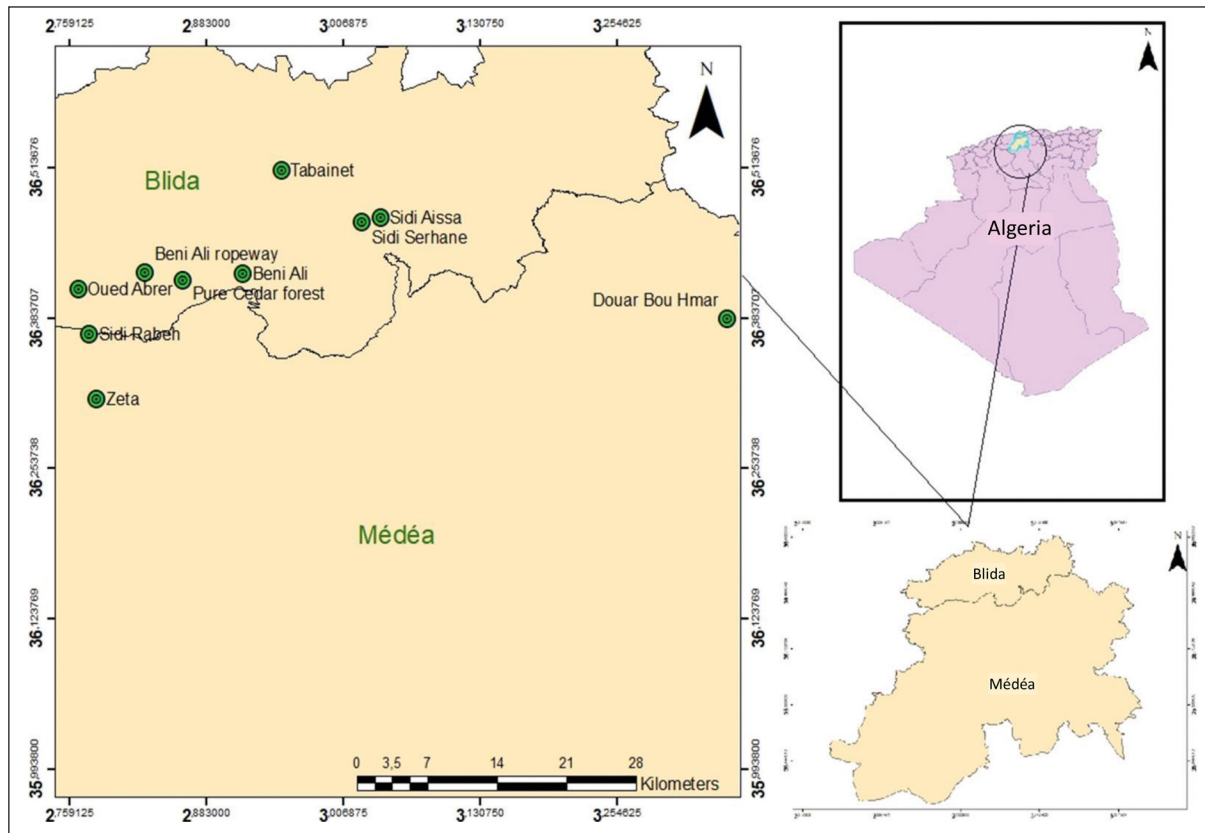 2,759125
2,883000
3,006875
3,130750
3,254625
N
36,513676
36,513676
Tabainet
Blida
Sidi Aissa
Sidi Serhane
Beni Ali ropeway
Beni Ali
Oued Abrer
Pure Cedar forest
Douar Bou Hmar
36,383707
36,383707
Sidi Rabeh
Zeta
36,253738
36,253738
Médéa
36,123769
36,123769
0 3,5 7 14 21 28
Kilometers
35,993800
35,993800
2,759125
2,883000
3,006875
3,130750
3,254625
N
Algeria
N
Blida
Médéa